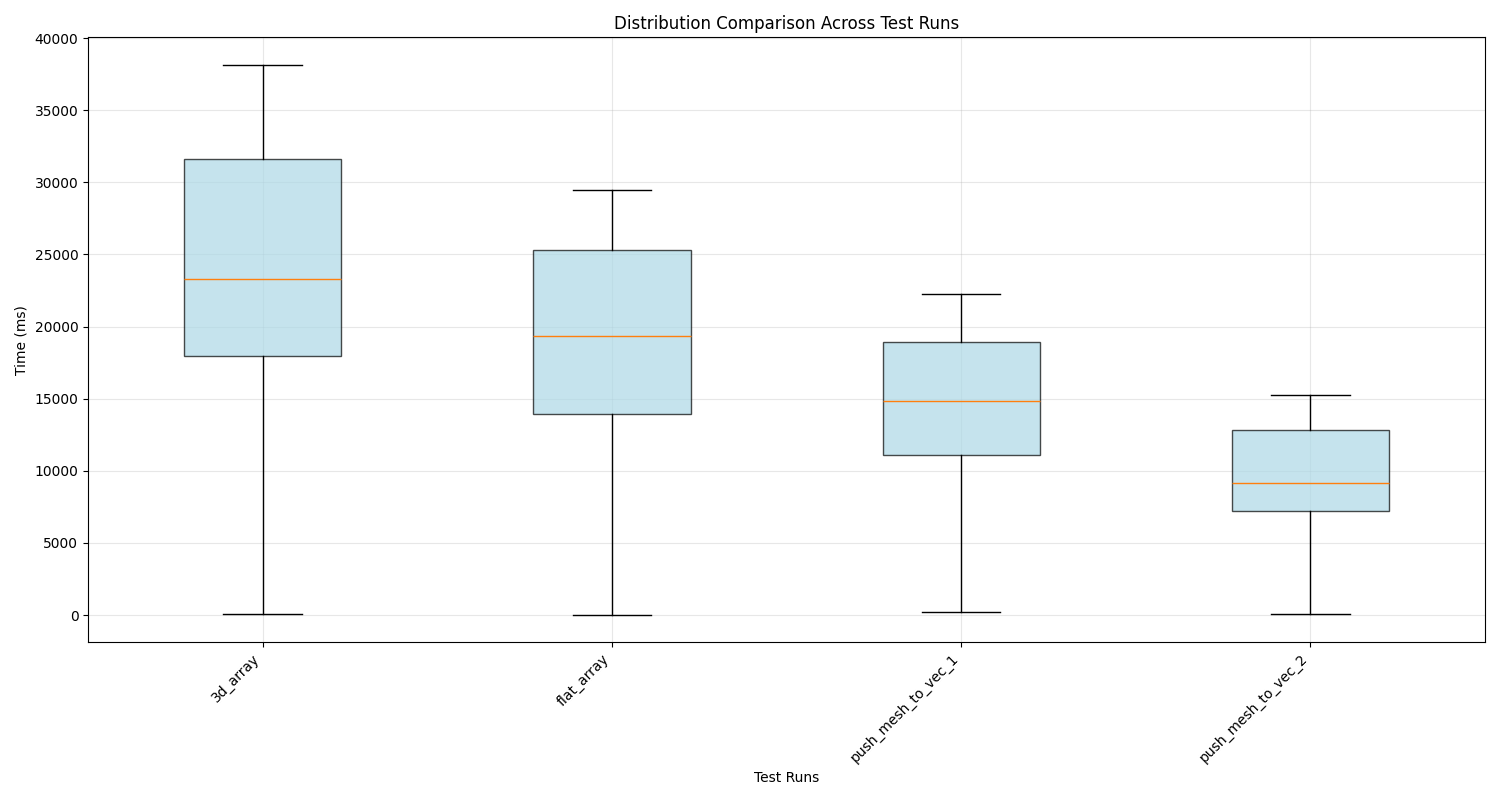 Distribution Comparison Across Test Runs
40000
35000
30000
25000
20000
15000
10000
5000
0
Time (ms)
3d_array
flat_array
push_mesh_to_vec_1
push_mesh_to_vec_2
Test Runs